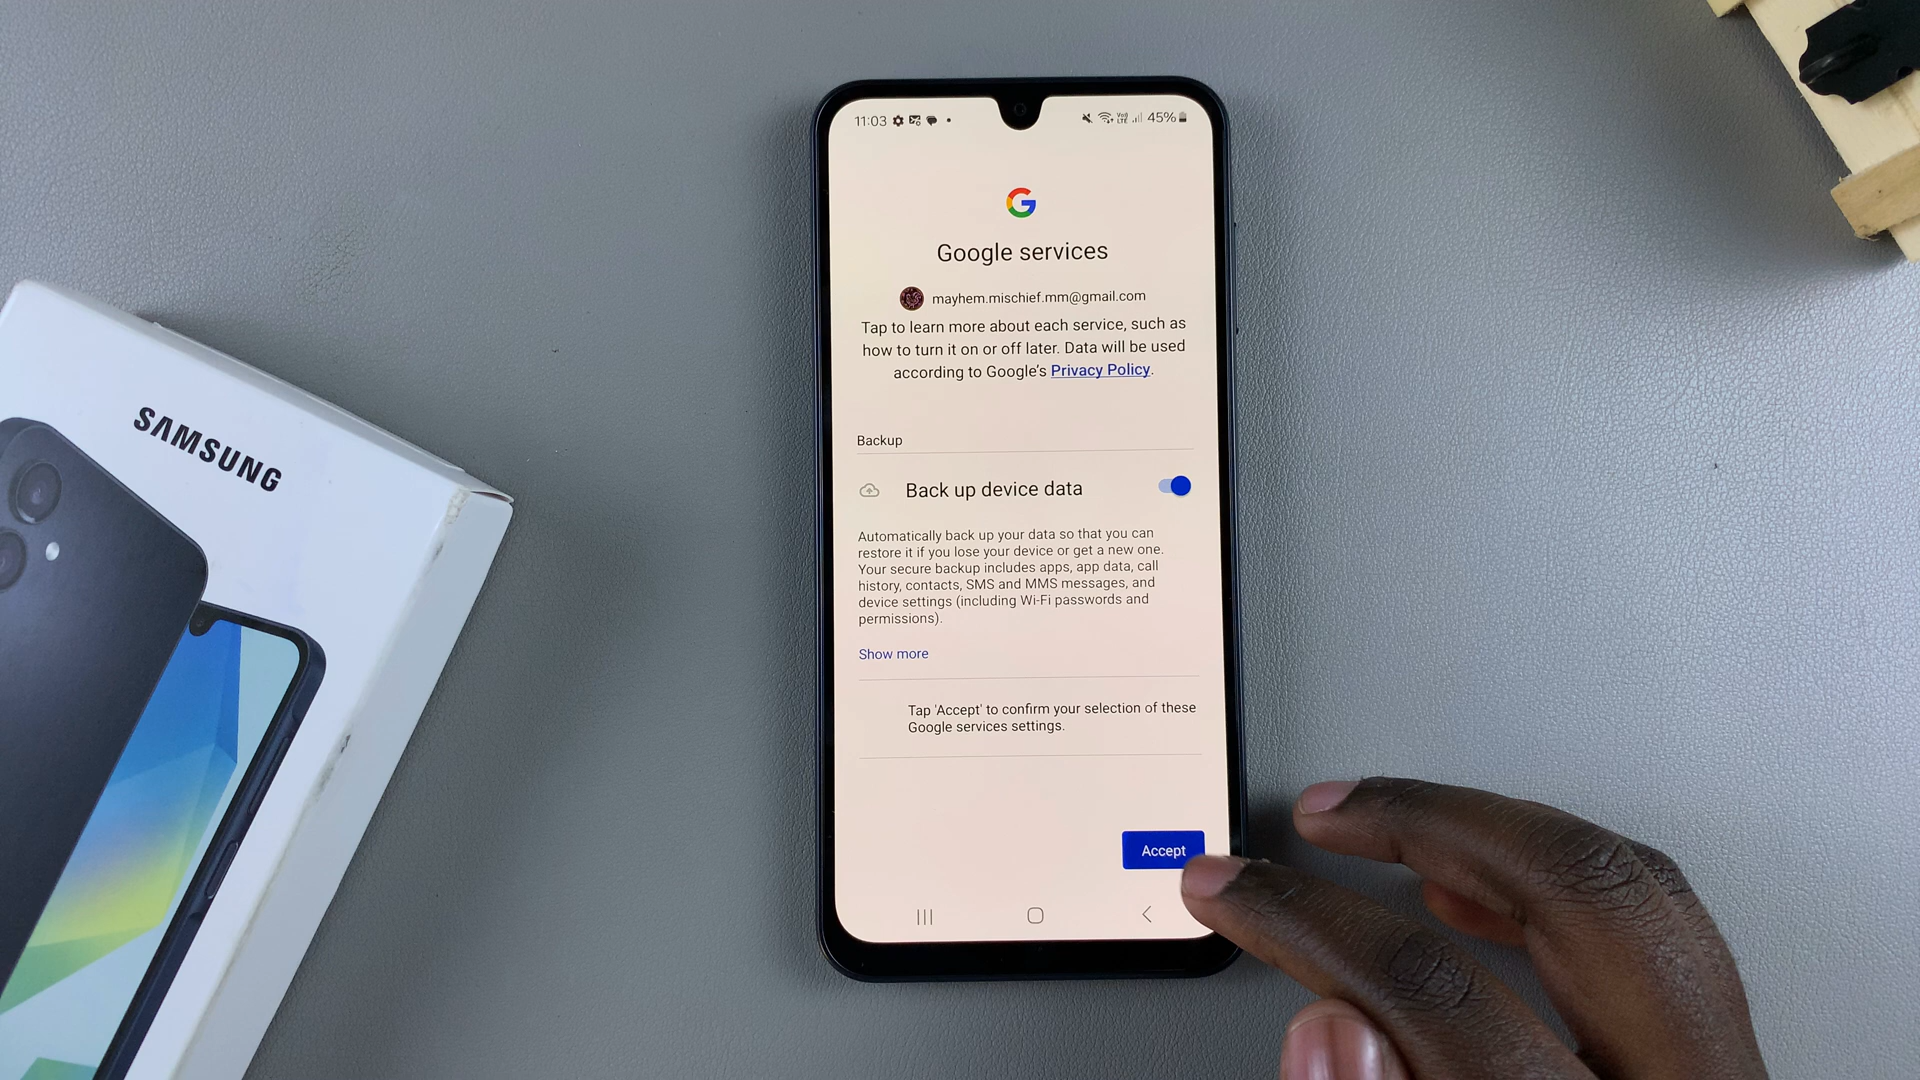 SAMSUNG
11:03
Vo) LTE 45%
G
Google services
mayhem.mischief.mm@gmail.com
Tap to learn more about each service, such as
how to turn it on or off later. Data will be used
according to Google's Privacy Policy.
Backup
Back up device data
Automatically back up your data so that you can
restore it if you lose your device or get a new one.
Your secure backup includes apps, app data, call
history, contacts, SMS and MMS messages, and
device settings (including Wi-Fi passwords and
permissions).
Show more
Tap 'Accept' to confirm your selection of these
Google services settings.
Accept